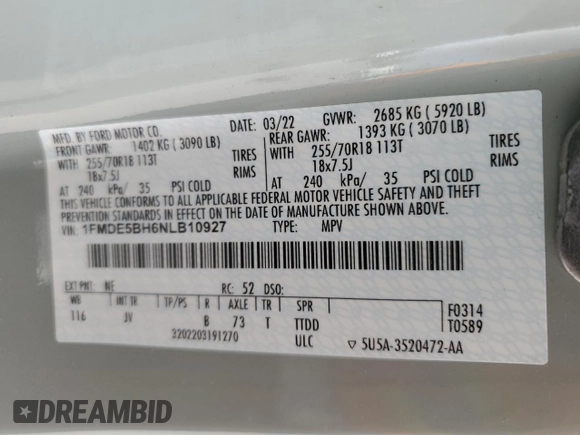 MFD. BY FORD MOTOR CO.
DATE: 03/22 GVWR: 2685 KG ( 5920 LB)
FRONT GAWR: 1402 KG ( 3090 LB) REAR GAWR: 1393 KG ( 3070 LB)
WITH 255/70R18 113T TIRES WITH 255/70R18 113T TIRES
18x7.5J RIMS 18x7.5J RIMS
AT 240 kPa/ 35 PSI COLD AT 240 kPa/ 35 PSI COLD
THIS VEHICLE CONFORMS TO ALL APPLICABLE FEDERAL MOTOR VEHICLE SAFETY AND THEFT
PREVENTION STANDARDS IN EFFECT ON THE DATE OF MANUFACTURE SHOWN ABOVE.
VIN: 1FMDE5BH6NLB10927 TYPE: MPV
EXT PNT: NE RC: 52 DSO:
WB INT TR TP/PS R AXLE TR SPR
116 JV B 73 T TTDD
3202203191270 ULC
F0314
T0589
▽ 5U5A-3520472-AA
DREAMBID